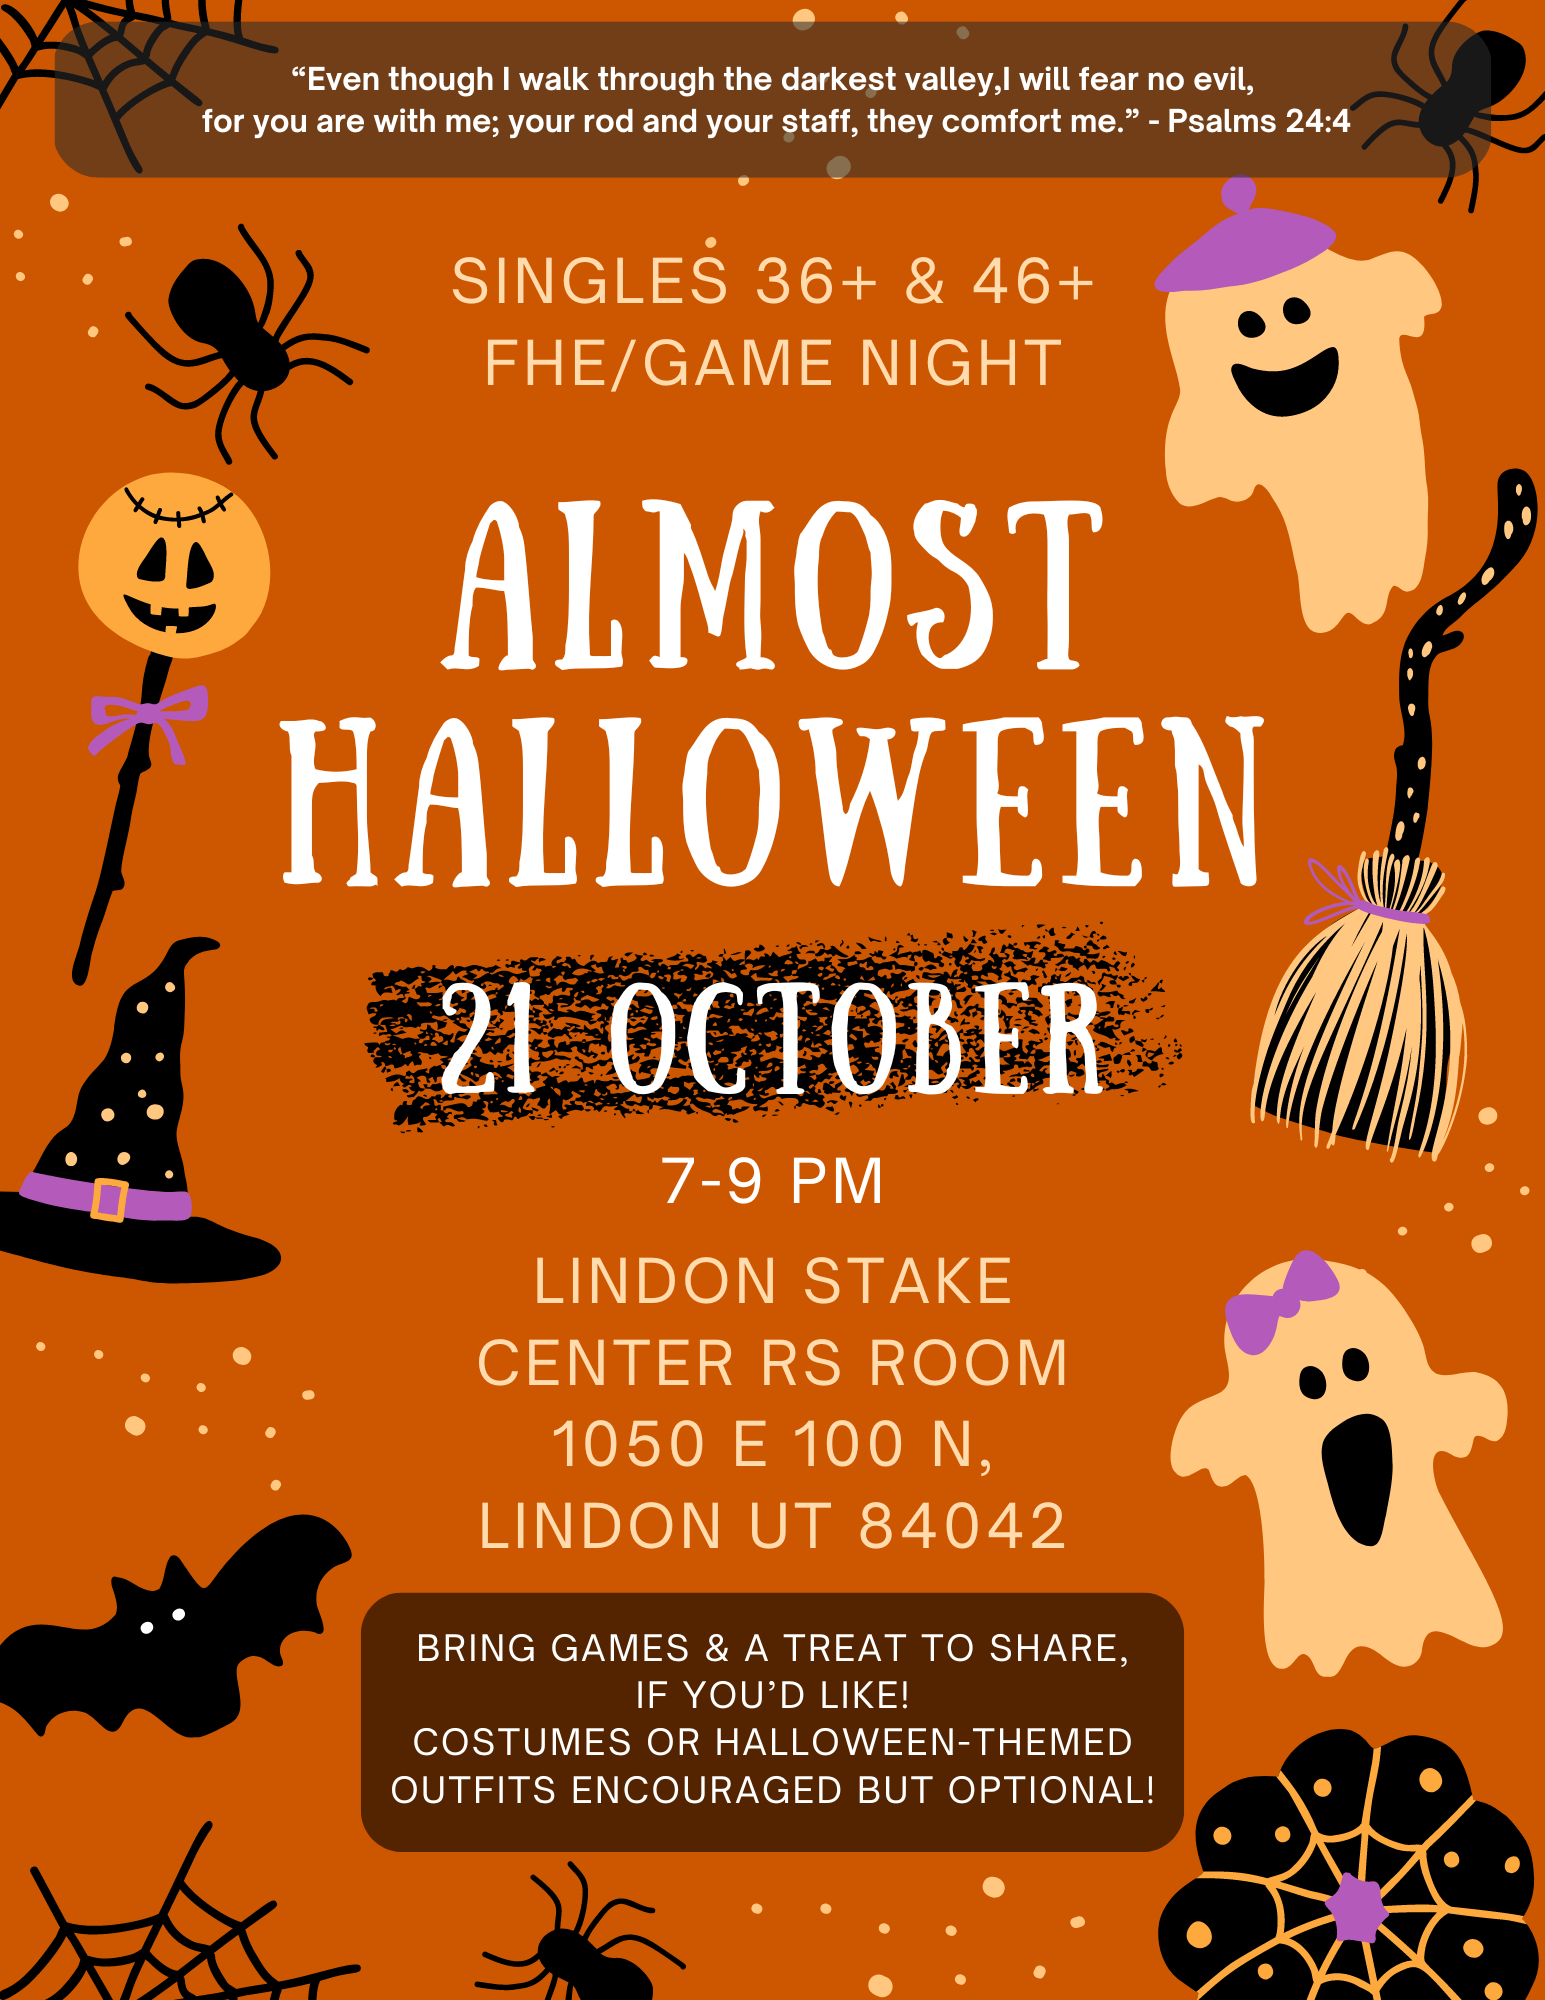 “Even though I walk through the darkest valley,I will fear no evil,
for you are with me; your rod and your staff, they comfort me.” - Psalms 24:4
SINGLES 36+ & 46+
FHE/GAME NIGHT
ALMOST
HALLOWEEN
21 OCTOBER
7-9 PM
LINDON STAKE
CENTER RS ROOM
1050 E 100 N,
LINDON UT 84042
BRING GAMES & A TREAT TO SHARE,
IF YOU’D LIKE!
COSTUMES OR HALLOWEEN-THEMED
OUTFITS ENCOURAGED BUT OPTIONAL!